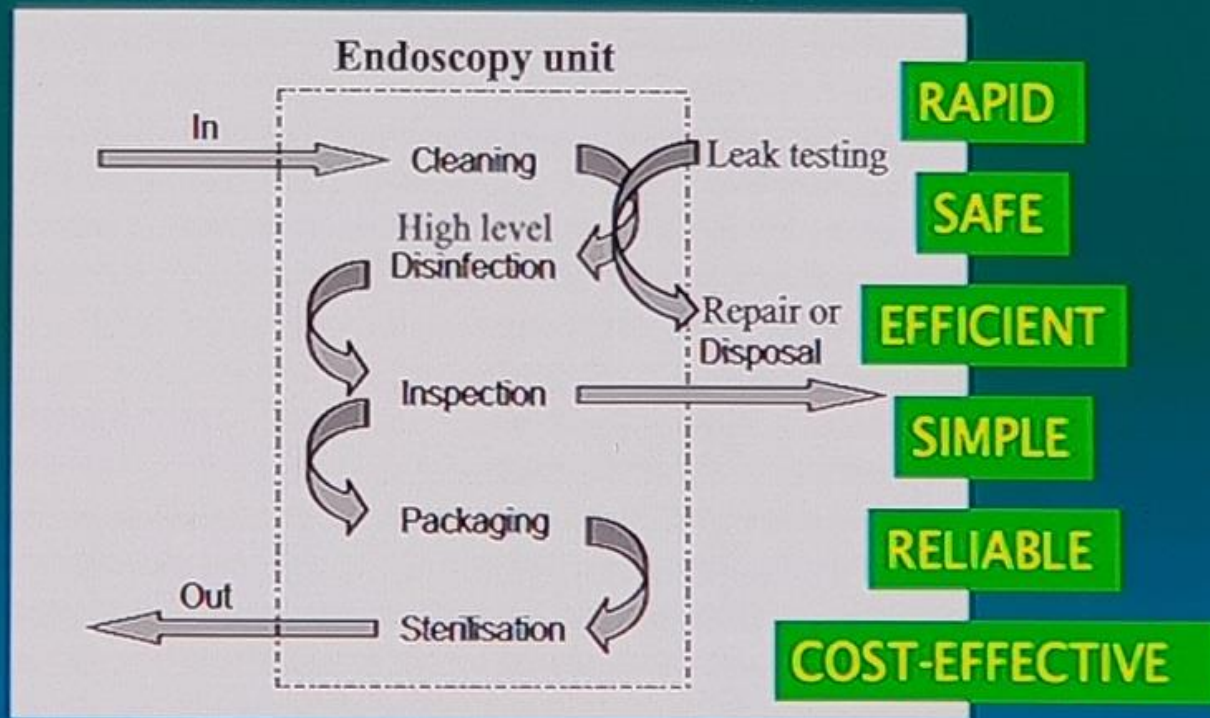 Endoscopy unit
In
Cleaning
Leak testing
High level
Disinfection
Repair or
Disposal
Inspection
Packaging
Out
Sterilisation
RAPID
SAFE
EFFICIENT
SIMPLE
RELIABLE
COST-EFFECTIVE